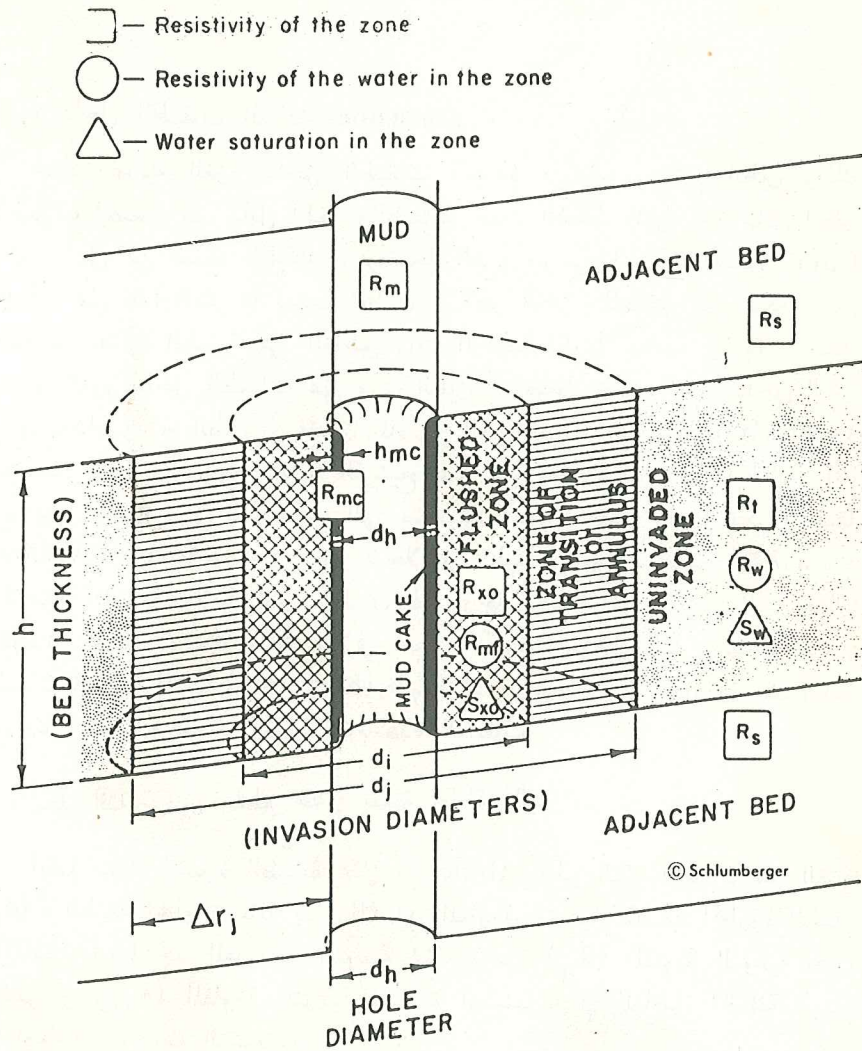 — Resistivity of the zone
— Resistivity of the water in the zone
— Water saturation in the zone
MUD
Rm
ADJACENT BED
Rs
hmc
Rmc
dh
MUD CAKE
FLUSHED
ZONE
Rxo
Rmf
Sxo
ZONE OF
TRANSITION
OR
ANNULUS
UNINVADED
ZONE
Rt
Rw
Sw
h
(BED THICKNESS)
di
dj
(INVASION DIAMETERS)
Rs
ADJACENT BED
© Schlumberger
Δrj
dh
HOLE
DIAMETER